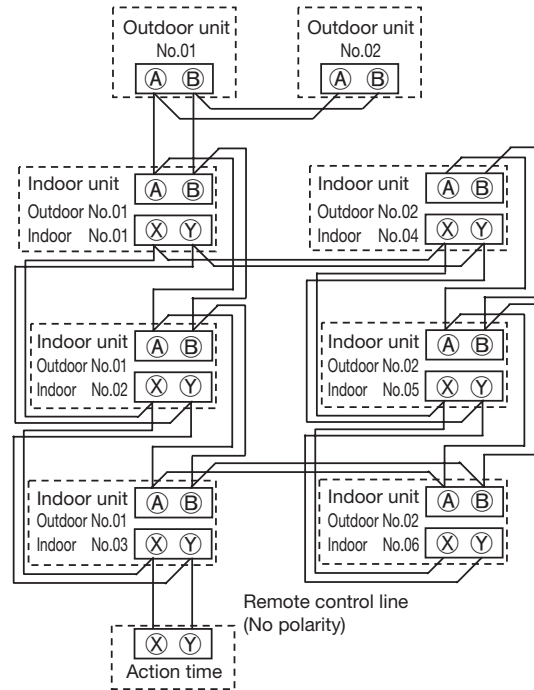 Outdoor unit
No.01
A B
Outdoor unit
No.02
A B
Indoor unit
Outdoor No.01
Indoor No.01
A B
X Y
Indoor unit
Outdoor No.02
Indoor No.04
A B
X Y
Indoor unit
Outdoor No.01
Indoor No.02
A B
X Y
Indoor unit
Outdoor No.02
Indoor No.05
A B
X Y
Indoor unit
Outdoor No.01
Indoor No.03
A B
X Y
Indoor unit
Outdoor No.02
Indoor No.06
A B
X Y
Remote control line
(No polarity)
X Y
Action time